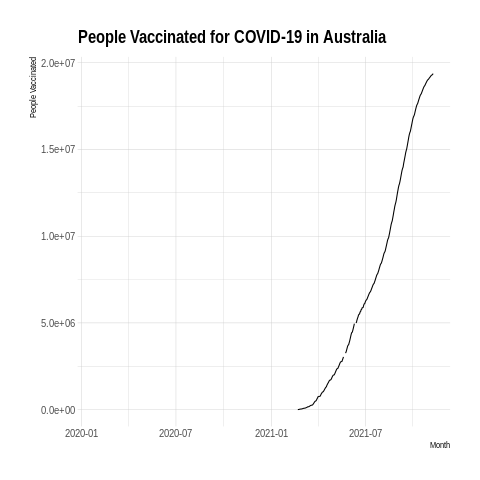 People Vaccinated for COVID-19 in Australia
People Vaccinated
2.0e+07
1.5e+07
1.0e+07
5.0e+06
0.0e+00
2020-01 2020-07 2021-01 2021-07
Month